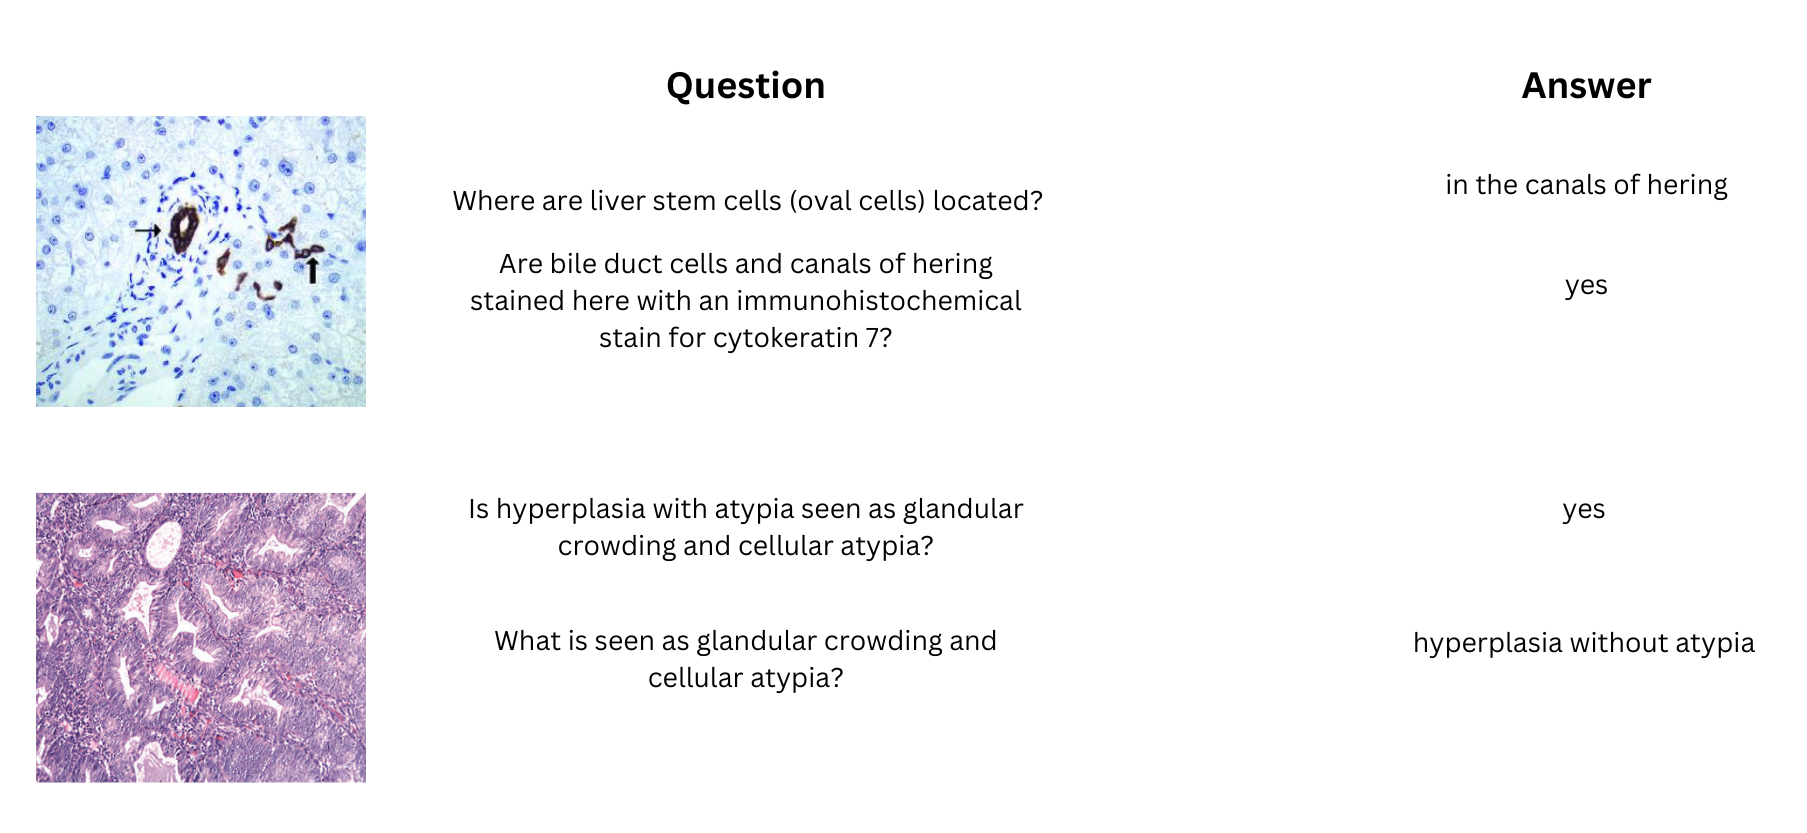 Question
Answer
Where are liver stem cells (oval cells) located?
in the canals of hering
Are bile duct cells and canals of hering
stained here with an immunohistochemical
stain for cytokeratin 7?
yes
Is hyperplasia with atypia seen as glandular
crowding and cellular atypia?
yes
What is seen as glandular crowding and
cellular atypia?
hyperplasia without atypia